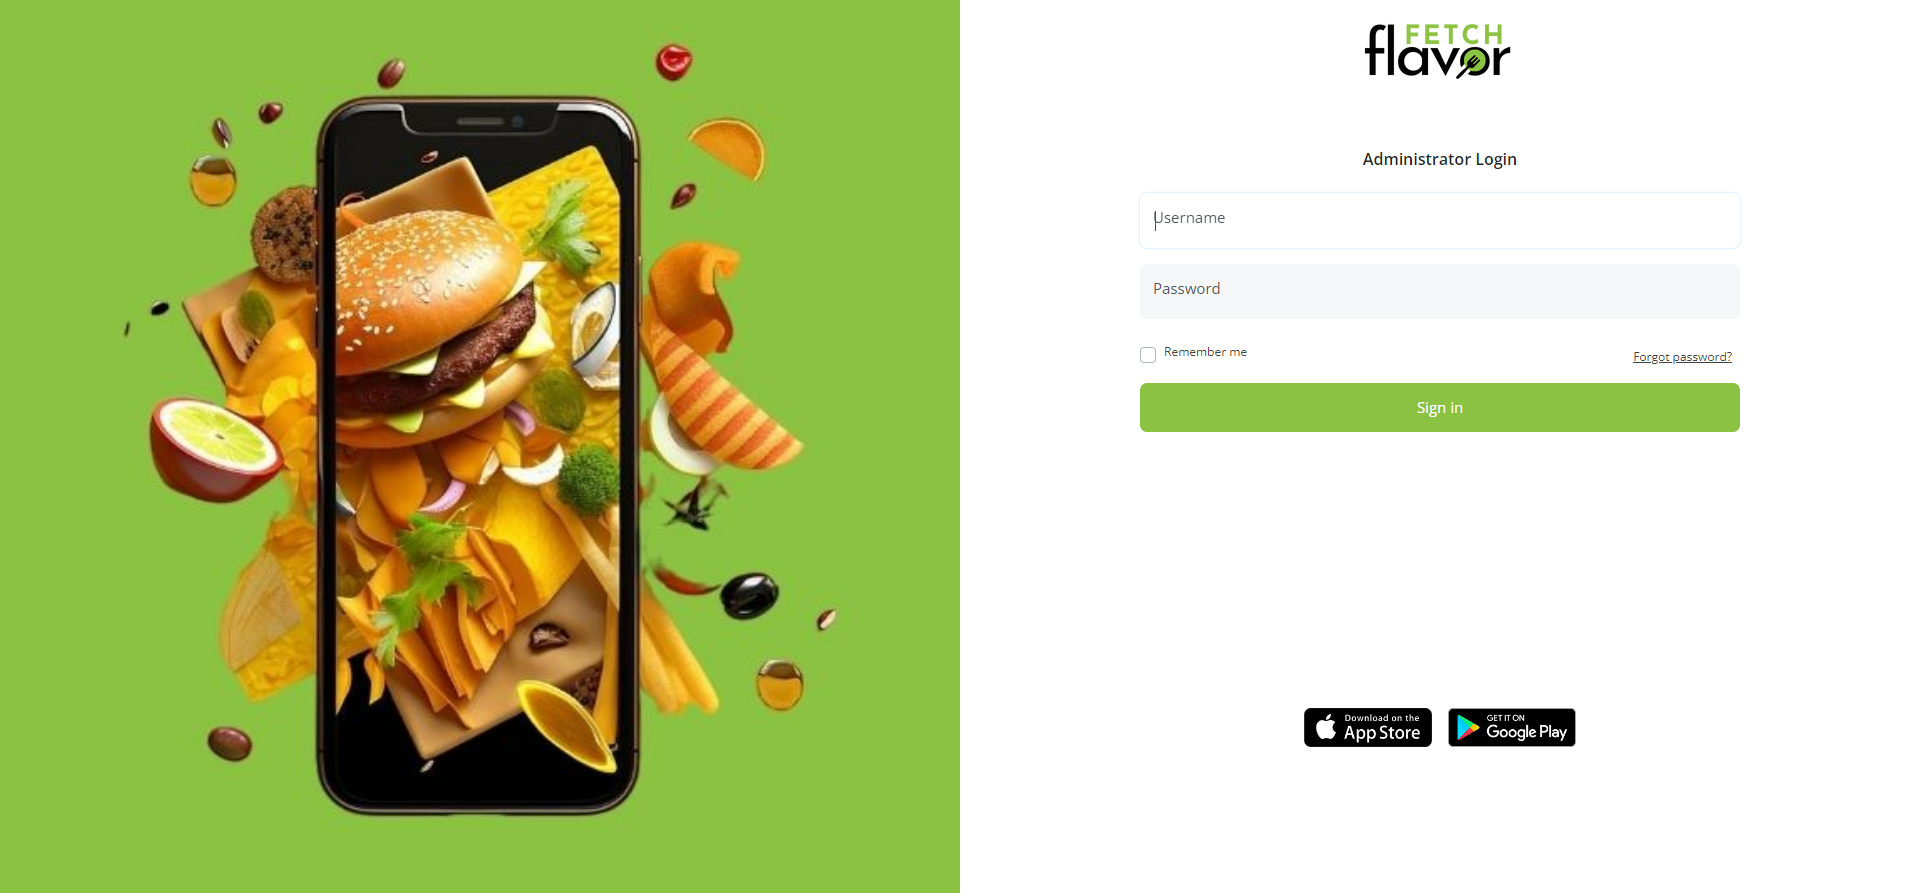 FETCH
flavor
Administrator Login
Username
Password
Remember me
Forgot password?
Sign in
Download on the
App Store
GET IT ON
Google Play